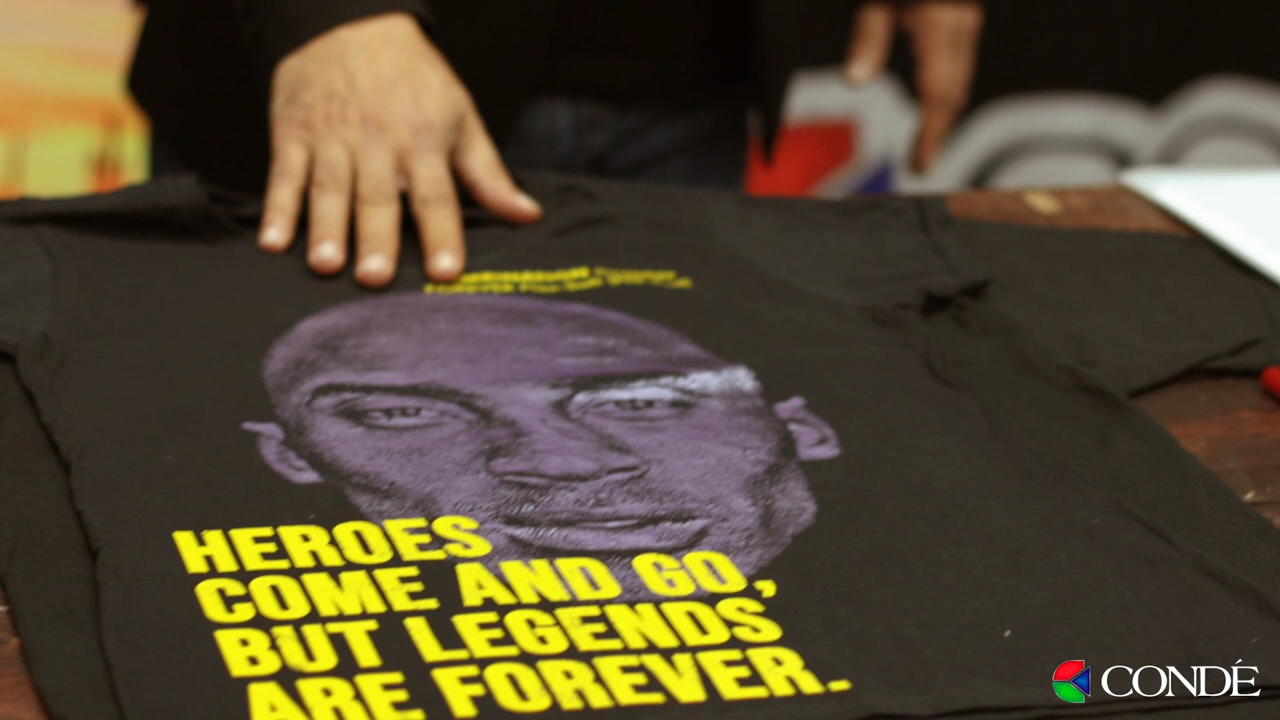 HEROES
COME AND GO,
BUT LEGENDS
ARE FOREVER.
CONDÉ